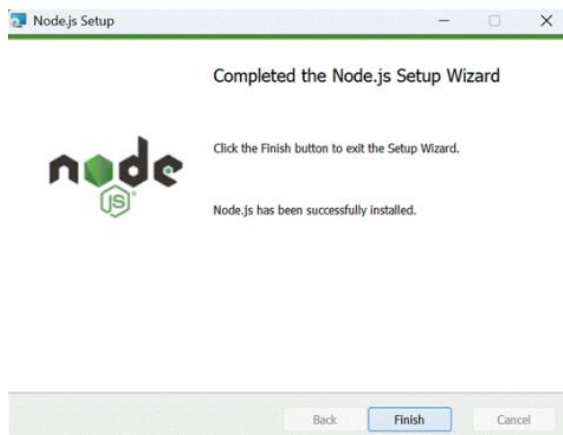 Node.js Setup
Completed the Node.js Setup Wizard
Click the Finish button to exit the Setup Wizard.
node
JS
Node.js has been successfully installed.
Back
Finish
Cancel